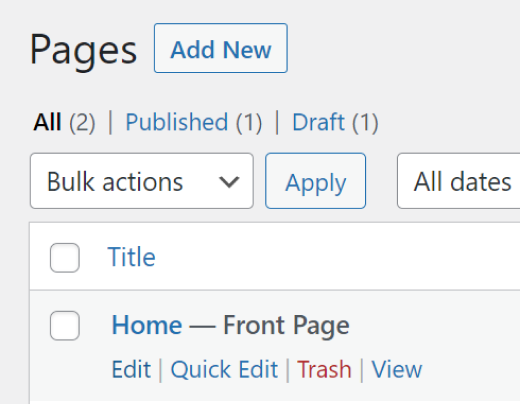 Pages Add New
All (2) | Published (1) | Draft (1)
Bulk actions Apply All dates
Title
Home — Front Page
Edit | Quick Edit | Trash | View